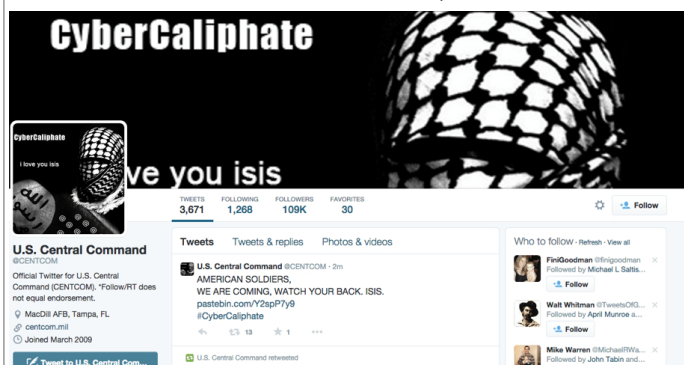 CyberCaliphate
CyberCaliphate
i love you isis
ve you isis
TWEETS
3,671
FOLLOWING
1,268
FOLLOWERS
109K
FAVORITES
30
Follow
U.S. Central Command
@CENTCOM
Official Twitter for U.S. Central
Command (CENTCOM). *Follow/RT does
not equal endorsement.
MacDill AFB, Tampa, FL
centcom.mil
Joined March 2009
Tweet to U.S. Central Com...
Tweets Tweets & replies Photos & videos
U.S. Central Command @CENTCOM · 2m
AMERICAN SOLDIERS,
WE ARE COMING, WATCH YOUR BACK. ISIS.
pastebin.com/Y2spP7y9
#CyberCaliphate
13 1
U.S. Central Command retweeted
Who to follow · Refresh · View all
FiniGoodman @finigoodman
Followed by Michael L Saltis...
Follow
Walt Whitman @TweetsOfG...
Followed by April Munroe a...
Follow
Mike Warren @MichaelRWa...
Followed by John Tabin and...